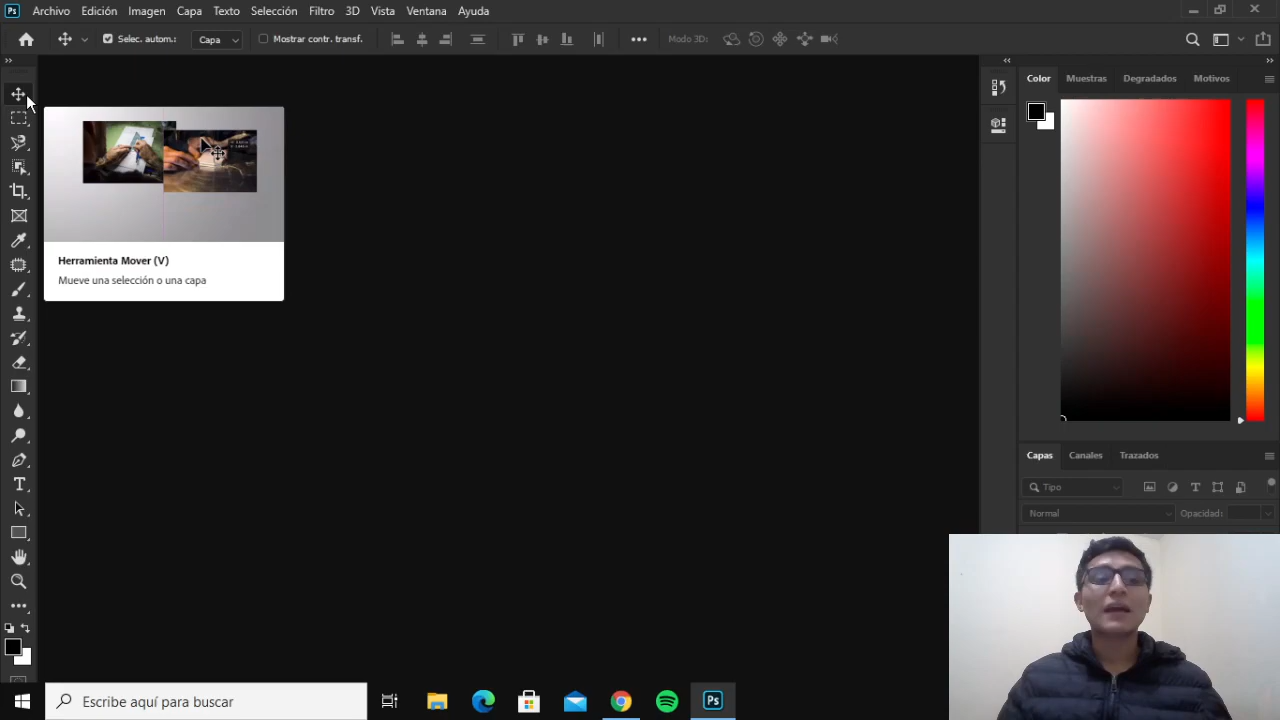 Ps Archivo Edición Imagen Capa Texto Selección Filtro 3D Vista Ventana Ayuda
Selec. autom.: Capa Mostrar contr. transf. Modo 3D:
Color Muestras Degradados Motivos
Herramienta Mover (V)
Mueve una selección o una capa
Capas Canales Trazados
Tipo
Normal Opacidad:
Escribe aquí para buscar
Ps